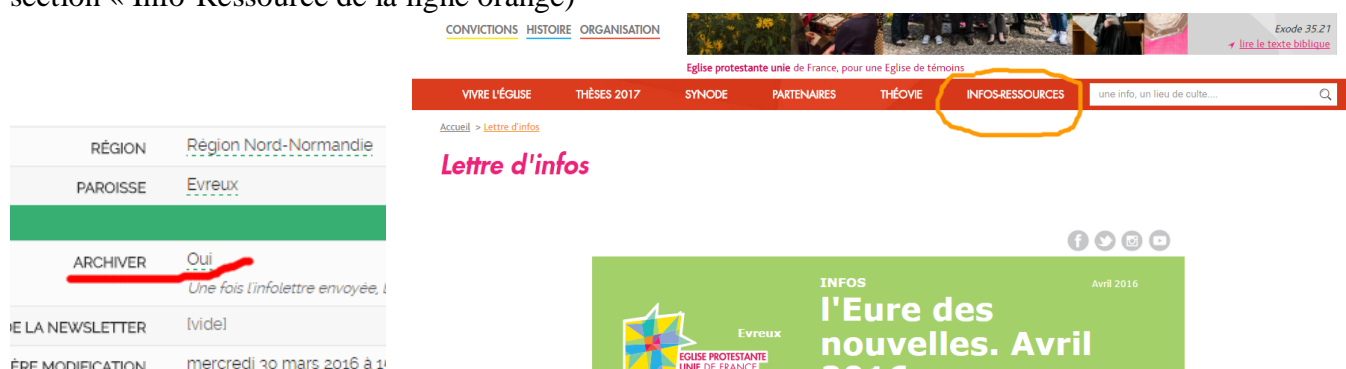 section « Info-Ressource de la ligne orange)
CONVICTIONS HISTOIRE ORGANISATION
Exode 35.21
lire le texte biblique
Eglise protestante unie de France, pour une Eglise de témoins
VIVRE L'ÉGLISE THÈSES 2017 SYNODE PARTENAIRES THÉOVIE INFOS-RESSOURCES une info, un lieu de culte....
Accueil > Lettre d'infos
Lettre d'infos
RÉGION Région Nord-Normandie
PAROISSE Evreux
ARCHIVER Oui
Une fois l'infolettre envoyée,
DE LA NEWSLETTER [vide]
mercredi 30 mars 2016 à
INFOS
Avril 2016
l'Eure des
nouvelles. Avril
Evreux
EGLISE PROTESTANTE
UNIE DE FRANCE